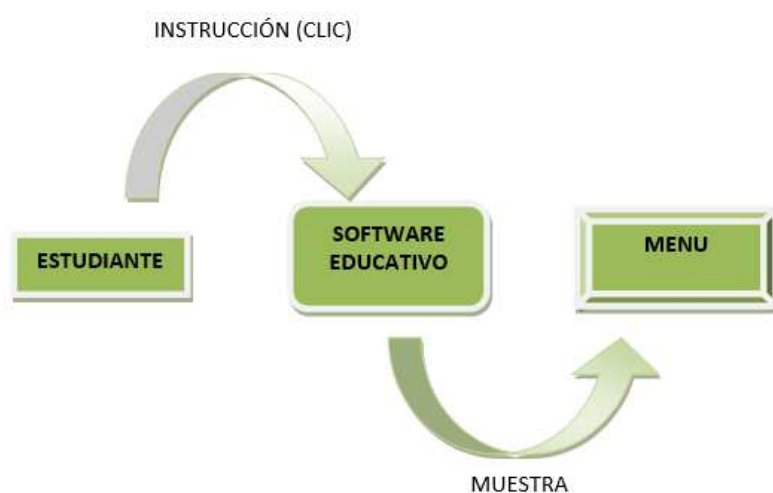 INSTRUCCIÓN (CLIC)
ESTUDIANTE
SOFTWARE
EDUCATIVO
MENU
MUESTRA